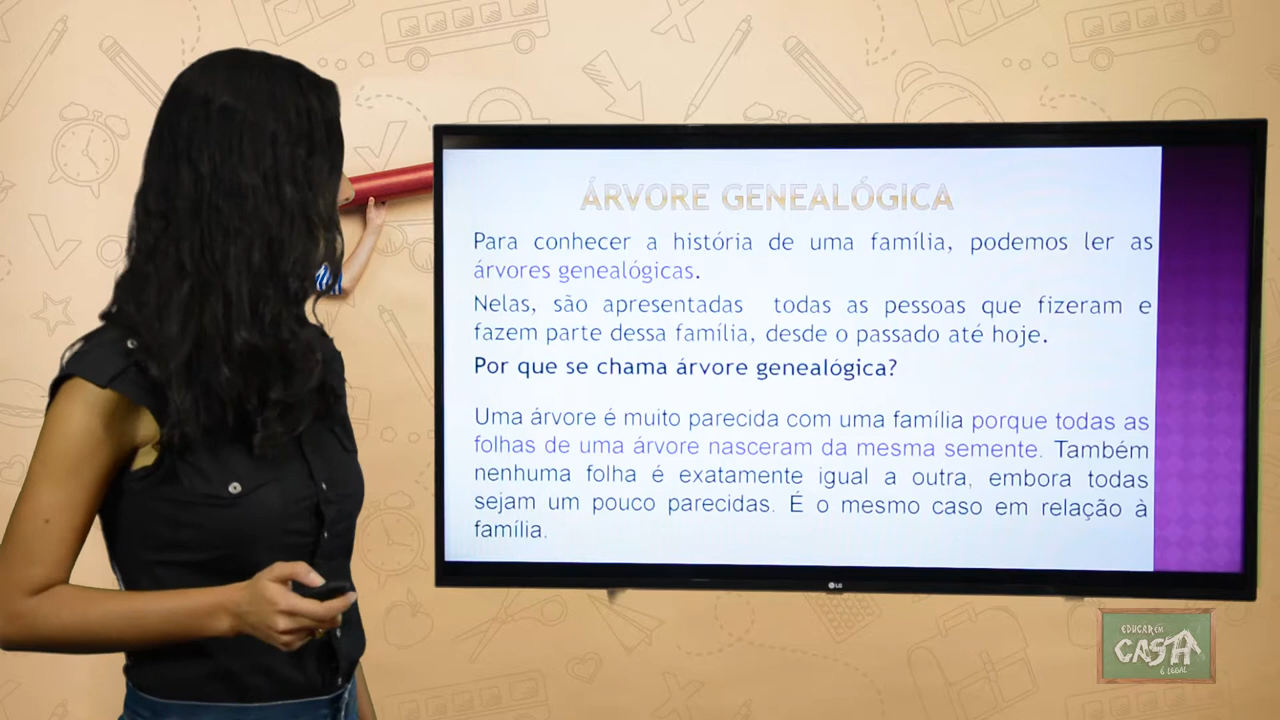 ÁRVORE GENEALÓGICA
Para conhecer a história de uma família, podemos ler as
árvores genealógicas.
Nelas, são apresentadas todas as pessoas que fizeram e
fazem parte dessa família, desde o passado até hoje.
Por que se chama árvore genealógica?
Uma árvore é muito parecida com uma família porque todas as
folhas de uma árvore nasceram da mesma semente. Também
nenhuma folha é exatamente igual a outra, embora todas
sejam um pouco parecidas. É o mesmo caso em relação à
família.
LG
EDUCAR EM
CASA
É LEGAL